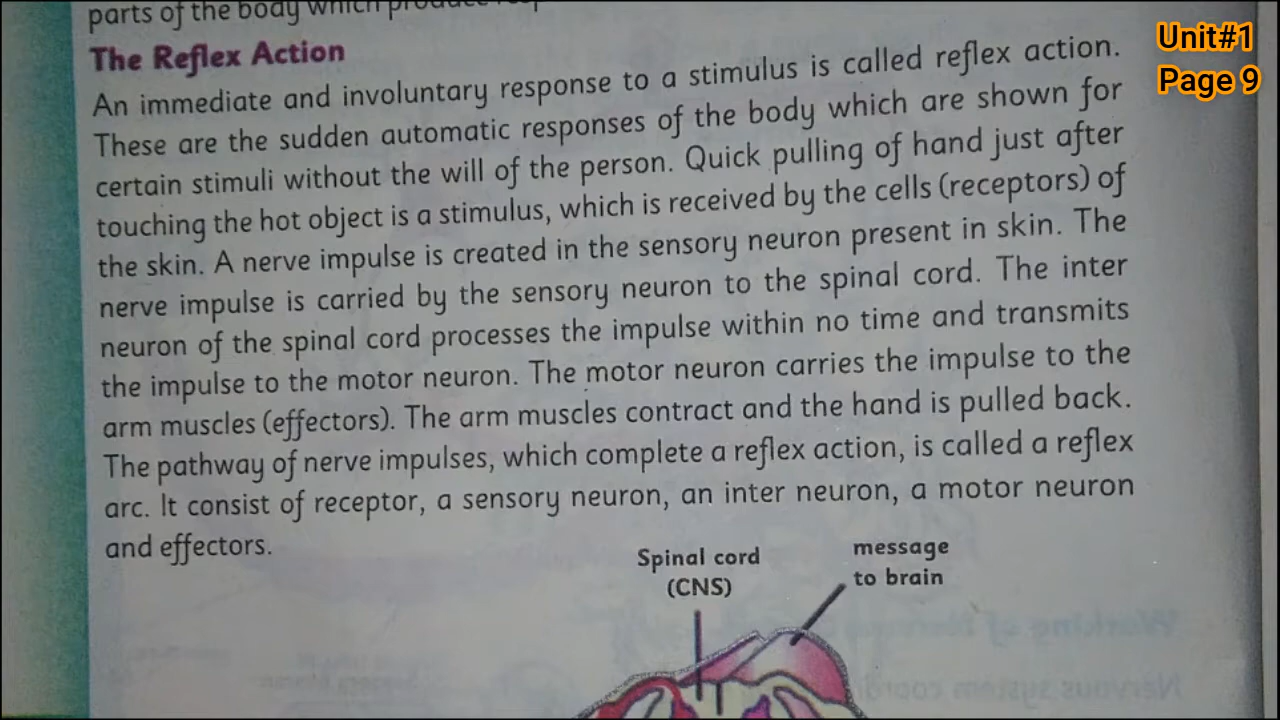 parts of the body which
The Reflex Action
An immediate and involuntary response to a stimulus is called reflex action.
These are the sudden automatic responses of the body which are shown for
certain stimuli without the will of the person. Quick pulling of hand just after
touching the hot object is a stimulus, which is received by the cells (receptors) of
the skin. A nerve impulse is created in the sensory neuron present in skin. The
nerve impulse is carried by the sensory neuron to the spinal cord. The inter
neuron of the spinal cord processes the impulse within no time and transmits
the impulse to the motor neuron. The motor neuron carries the impulse to the
arm muscles (effectors). The arm muscles contract and the hand is pulled back.
The pathway of nerve impulses, which complete a reflex action, is called a reflex
arc. It consist of receptor, a sensory neuron, an inter neuron, a motor neuron
and effectors.
Spinal cord
(CNS)
message
to brain
Unit#1
Page 9